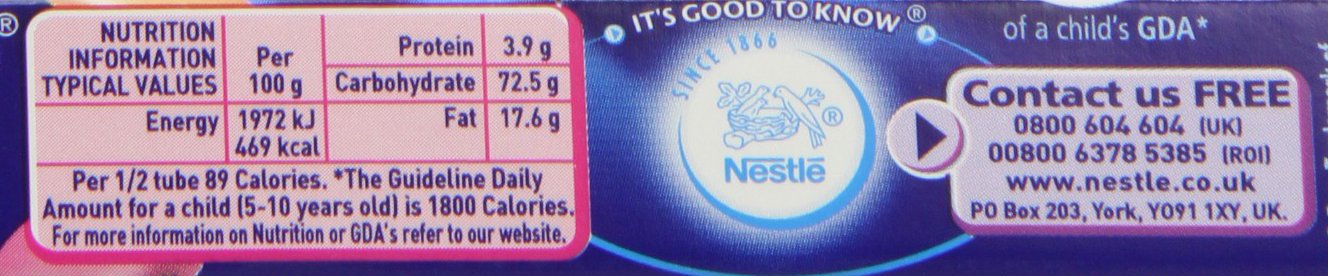 ®
NUTRITION
INFORMATION
TYPICAL VALUES
Per
100 g
Protein 3.9 g
Carbohydrate 72.5 g
Energy 1972 kJ
469 kcal
Fat 17.6 g
Per 1/2 tube 89 Calories. *The Guideline Daily
Amount for a child (5-10 years old) is 1800 Calories.
For more information on Nutrition or GDA's refer to our website.
IT'S GOOD TO KNOW®
SINCE 1866
®
Nestlé
of a child's GDA*
Contact us FREE
0800 604 604 (UK)
00800 6378 5385 (ROI)
www.nestle.co.uk
PO Box 203, York, YO91 1XY, UK.